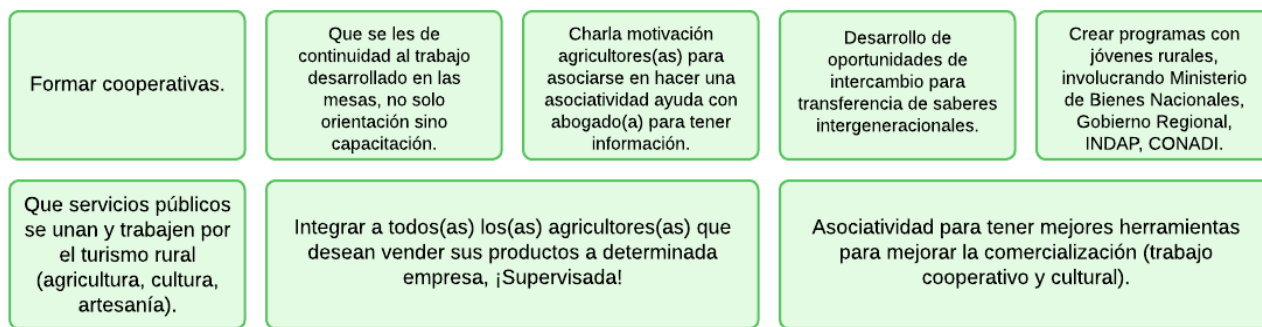 Formar cooperativas.
Que se les de
continuidad al trabajo
desarrollado en las
mesas, no solo
orientación sino
capacitación.
Charla motivación
agricultores(as) para
asociarse en hacer una
asociatividad ayuda con
abogado(a) para tener
información.
Desarrollo de
oportunidades de
intercambio para
transferencia de saberes
intergeneracionales.
Crear programas con
jóvenes rurales,
involucrando Ministerio
de Bienes Nacionales,
Gobierno Regional,
INDAP, CONADI.
Que servicios públicos
se unan y trabajen por
el turismo rural
(agricultura, cultura,
artesanía).
Integrar a todos(as) los(as) agricultores(as) que
desean vender sus productos a determinada
empresa, ¡Supervisada!
Asociatividad para tener mejores herramientas
para mejorar la comercialización (trabajo
cooperativo y cultural).